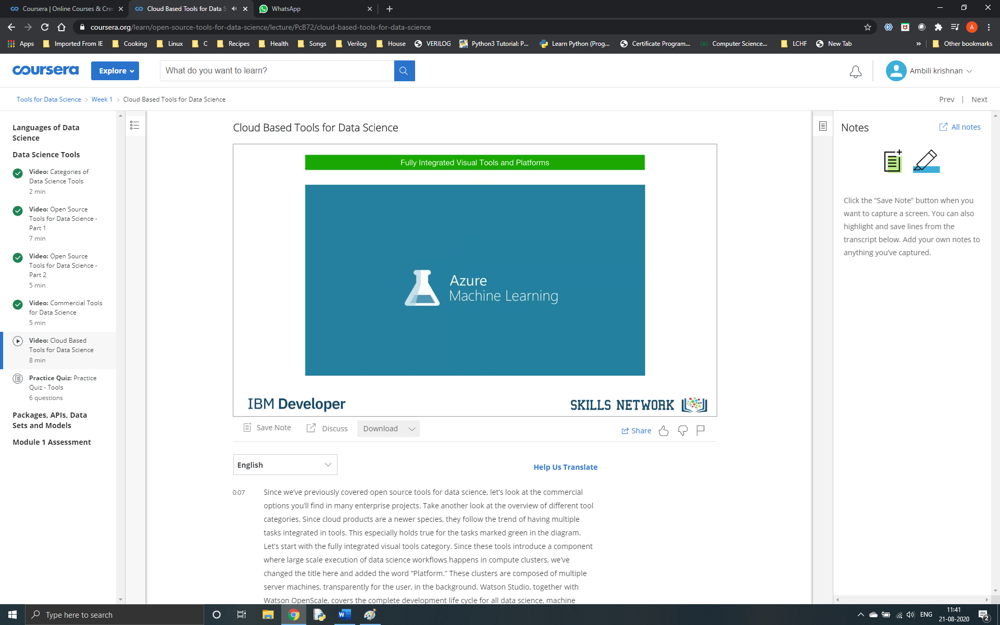 Coursera | Online Courses & Cre
Cloud Based Tools for Data S
WhatsApp
coursera.org/learn/open-source-tools-for-data-science/lecture/PcB72/cloud-based-tools-for-data-science
A
Apps
Imported From IE
Cooking
Linux
C
Recipes
Health
Songs
Verilog
House
VERILOG
Python3 Tutorial: P...
Learn Python (Prog...
Certificate Program...
Computer Science...
LCHF
New Tab
»
Other bookmarks
coursera
Explore
What do you want to learn?
Ambili krishnan
Tools for Data Science > Week 1 > Cloud Based Tools for Data Science
Prev | Next
Languages of Data
Science
Data Science Tools
Video: Categories of
Data Science Tools
2 min
Video: Open Source
Tools for Data Science -
Part 1
7 min
Video: Open Source
Tools for Data Science -
Part 2
5 min
Video: Commercial Tools
for Data Science
5 min
Video: Cloud Based
Tools for Data Science
8 min
Practice Quiz: Practice
Quiz - Tools
6 questions
Packages, APIs, Data
Sets and Models
Module 1 Assessment
Cloud Based Tools for Data Science
Fully Integrated Visual Tools and Platforms
Azure
Machine Learning
IBM Developer
SKILLS NETWORK
Save Note
Discuss
Download
Share
English
Help Us Translate
0:07
Since we've previously covered open source tools for data science, let's look at the commercial
options you'll find in many enterprise projects. Take another look at the overview of different tool
categories. Since cloud products are a newer species, they follow the trend of having multiple
tasks integrated in tools. This especially holds true for the tasks marked green in the diagram.
Let's start with the fully integrated visual tools category. Since these tools introduce a component
where large scale execution of data science workflows happens in compute clusters, we've
changed the title here and added the word “Platform.” These clusters are composed of multiple
server machines, transparently for the user, in the background. Watson Studio, together with
Watson OpenScale, covers the complete development life cycle for all data science, machine
Notes
All notes
Click the “Save Note” button when you
want to capture a screen. You can also
highlight and save lines from the
transcript below. Add your own notes to
anything you've captured.
Type here to search
ENG
11:41
21-08-2020
2